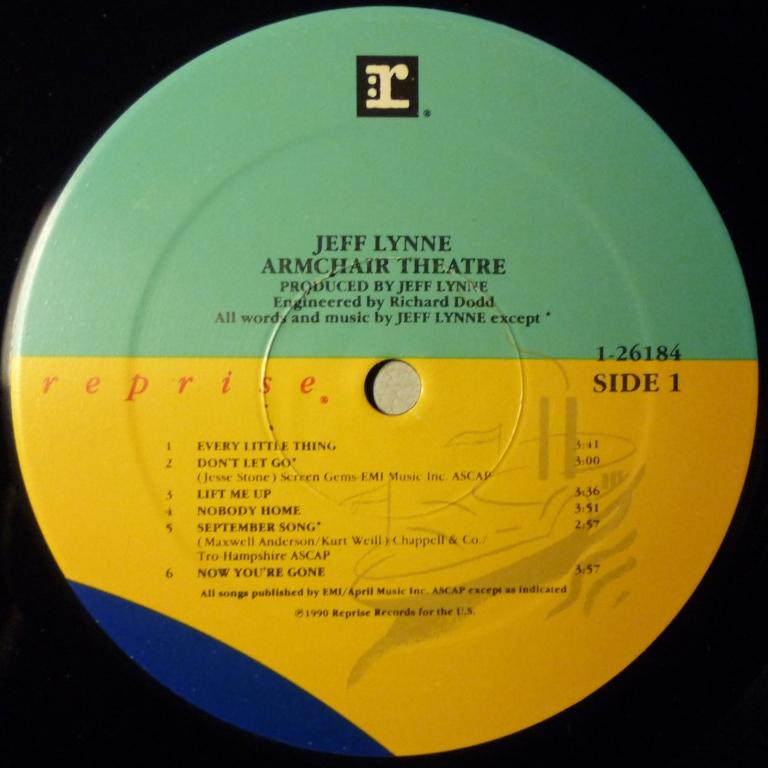 r
®
JEFF LYNNE
ARMCHAIR THEATRE
PRODUCED BY JEFF LYNNE
Engineered by Richard Dodd
All words and music by JEFF LYNNE except *
1-26184
reprise®
SIDE 1
1 EVERY LITTLE THING 3:41
2 DON'T LET GO* 3:00
(Jesse Stone) Screen Gems-EMI Music Inc. ASCAP
3 LIFT ME UP 3:36
4 NOBODY HOME 3:51
5 SEPTEMBER SONG* 2:57
(Maxwell Anderson/Kurt Weill) Chappell & Co./
Tro-Hampshire ASCAP
6 NOW YOU'RE GONE 3:57
All songs published by EMI/April Music Inc. ASCAP except as indicated
℗1990 Reprise Records for the U.S.